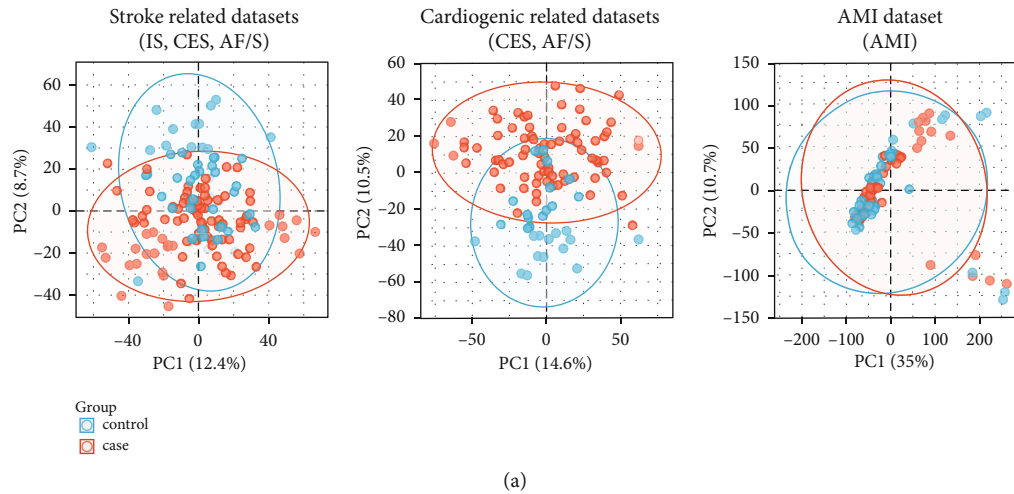 Stroke related datasets
(IS, CES, AF/S)
PC2 (8.7%)
60
40
20
0
−20
−40
−40
0
40
PC1 (12.4%)
Cardiogenic related datasets
(CES, AF/S)
PC2 (10.5%)
60
40
20
0
−20
−40
−60
−80
−50
0
50
PC1 (14.6%)
AMI dataset
(AMI)
PC2 (10.7%)
150
100
50
0
−50
−100
−150
−200
−100
0
100
200
PC1 (35%)
Group
control
case
(a)